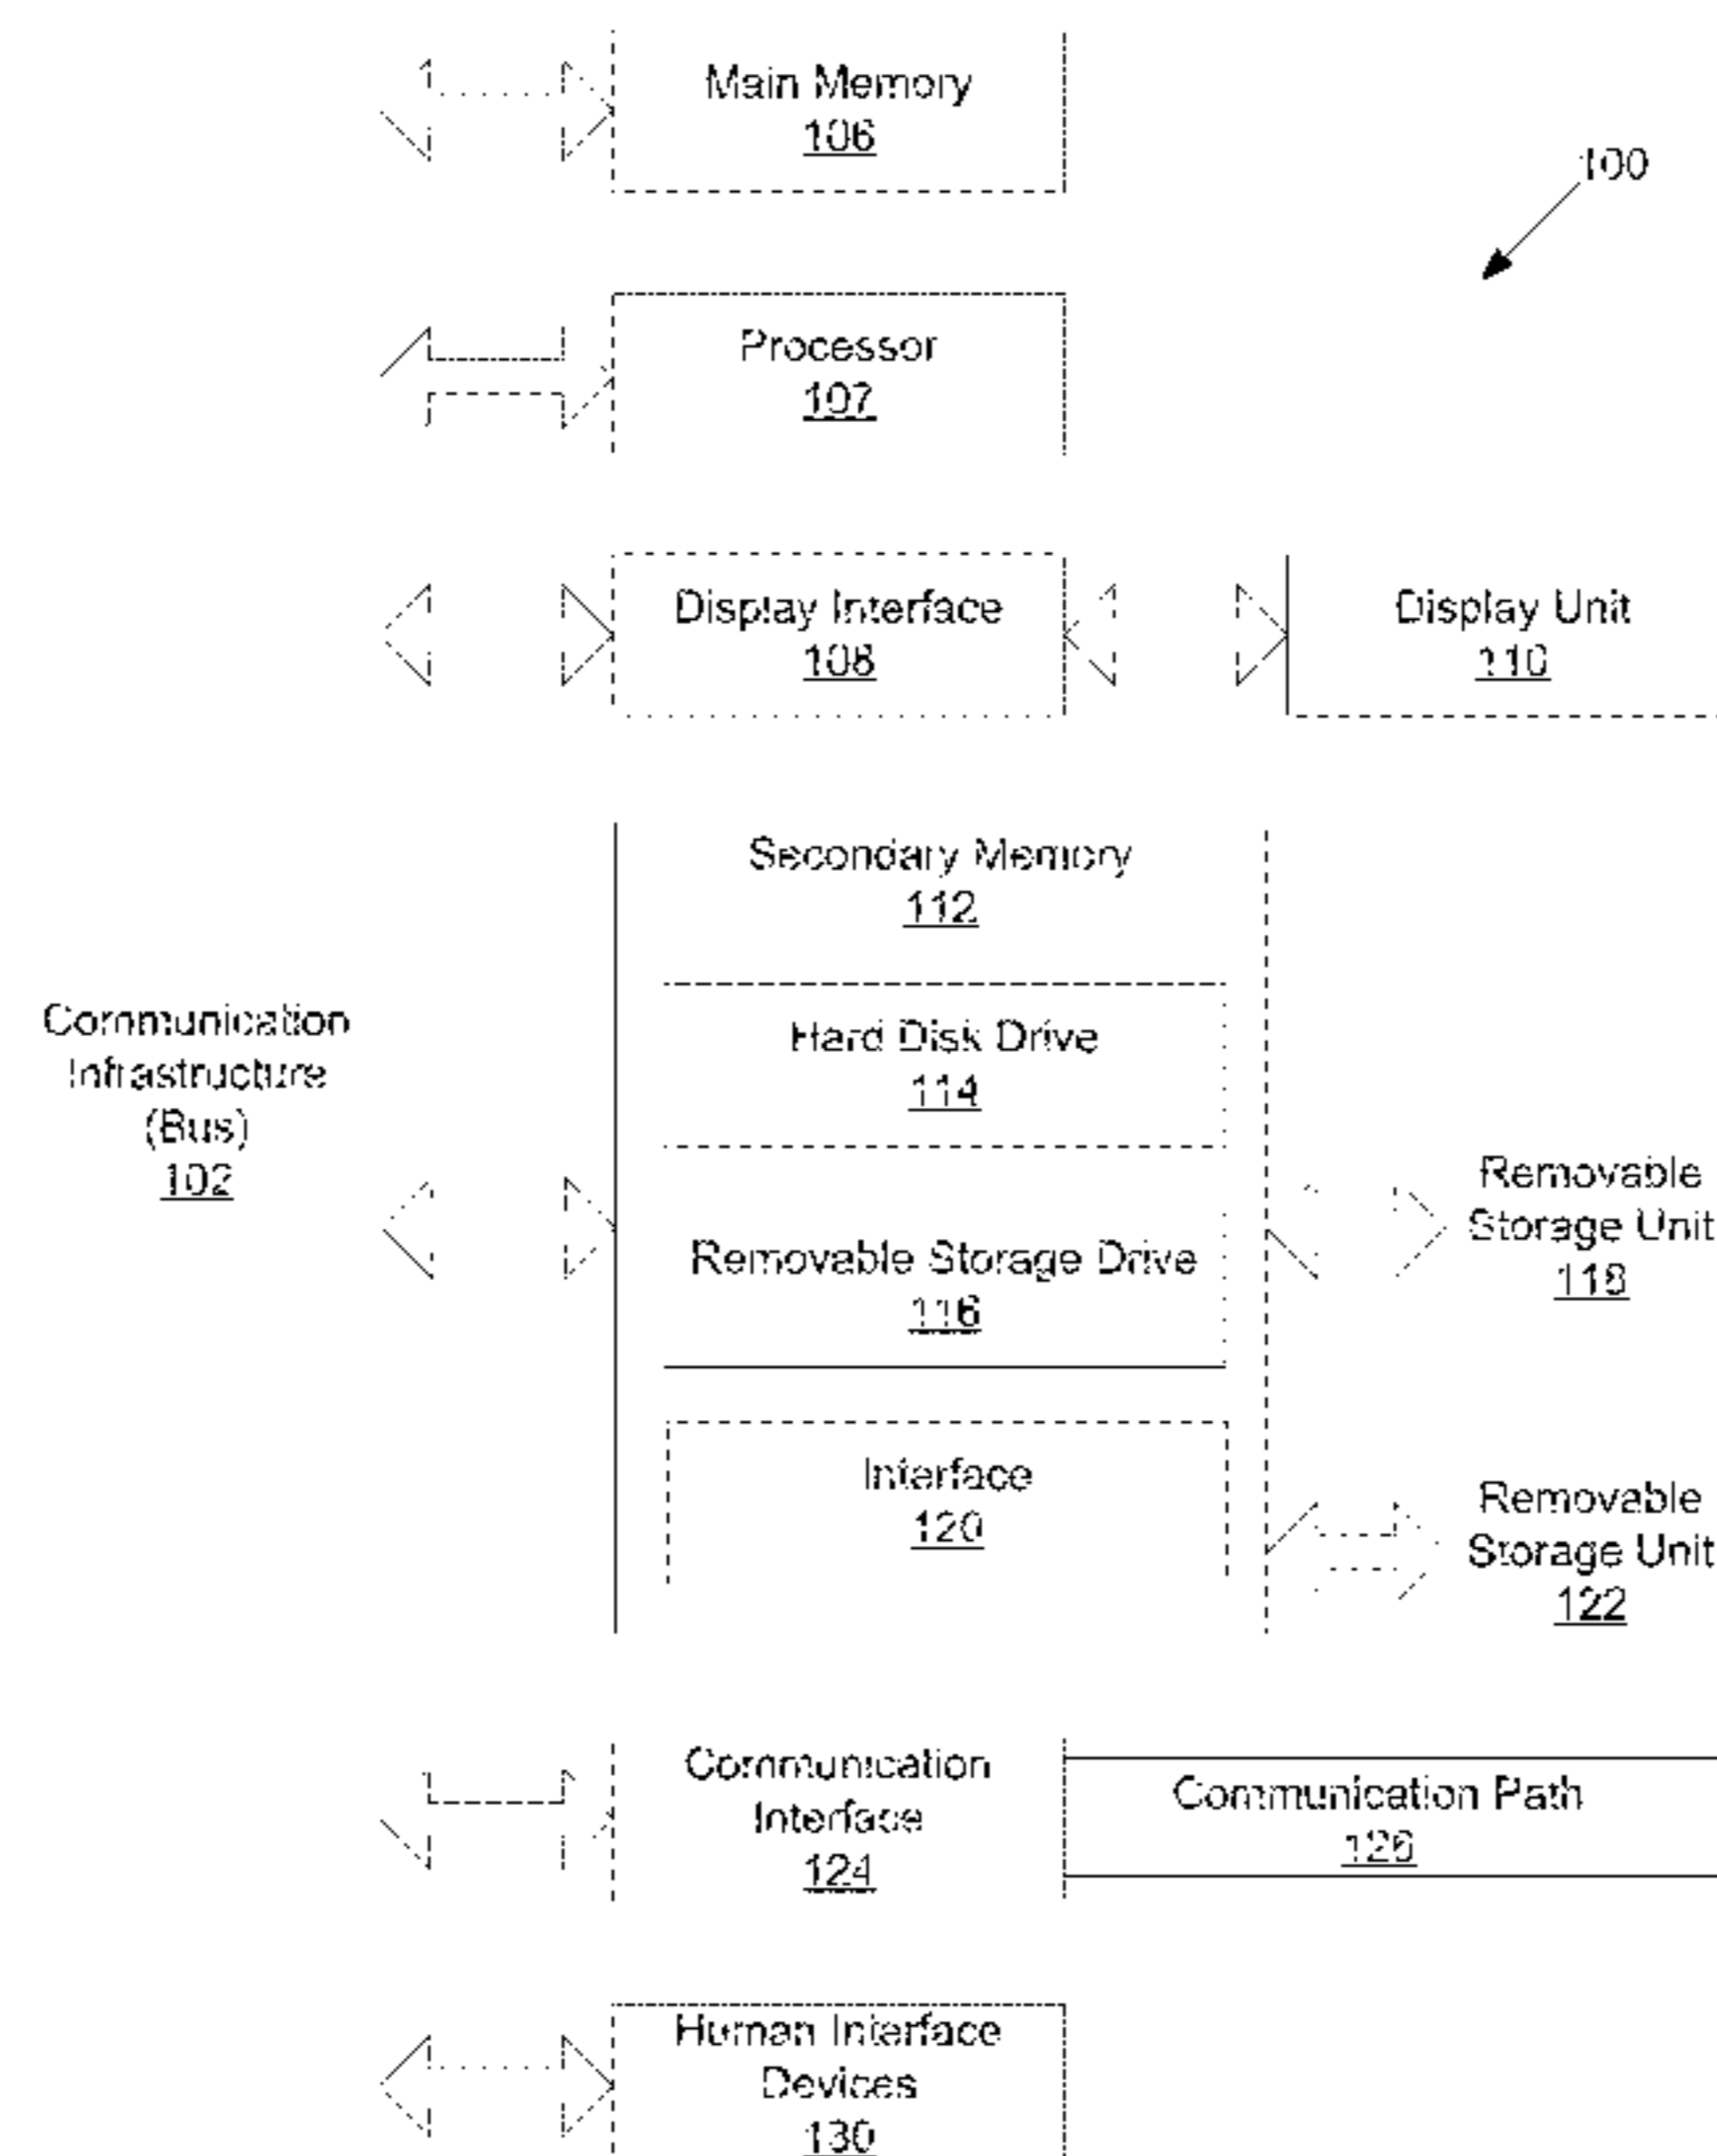 Main Memory
106
100
Processor
107
Display Interface
108
Display Unit
110
Secondary Memory
112
Hard Disk Drive
114
Communication
Infrastructure
(Bus)
102
Removable Storage Drive
116
Removable
Storage Unit
118
Interface
120
Removable
Storage Unit
122
Communication
Interface
124
Communication Path
126
Human Interface
Devices
130